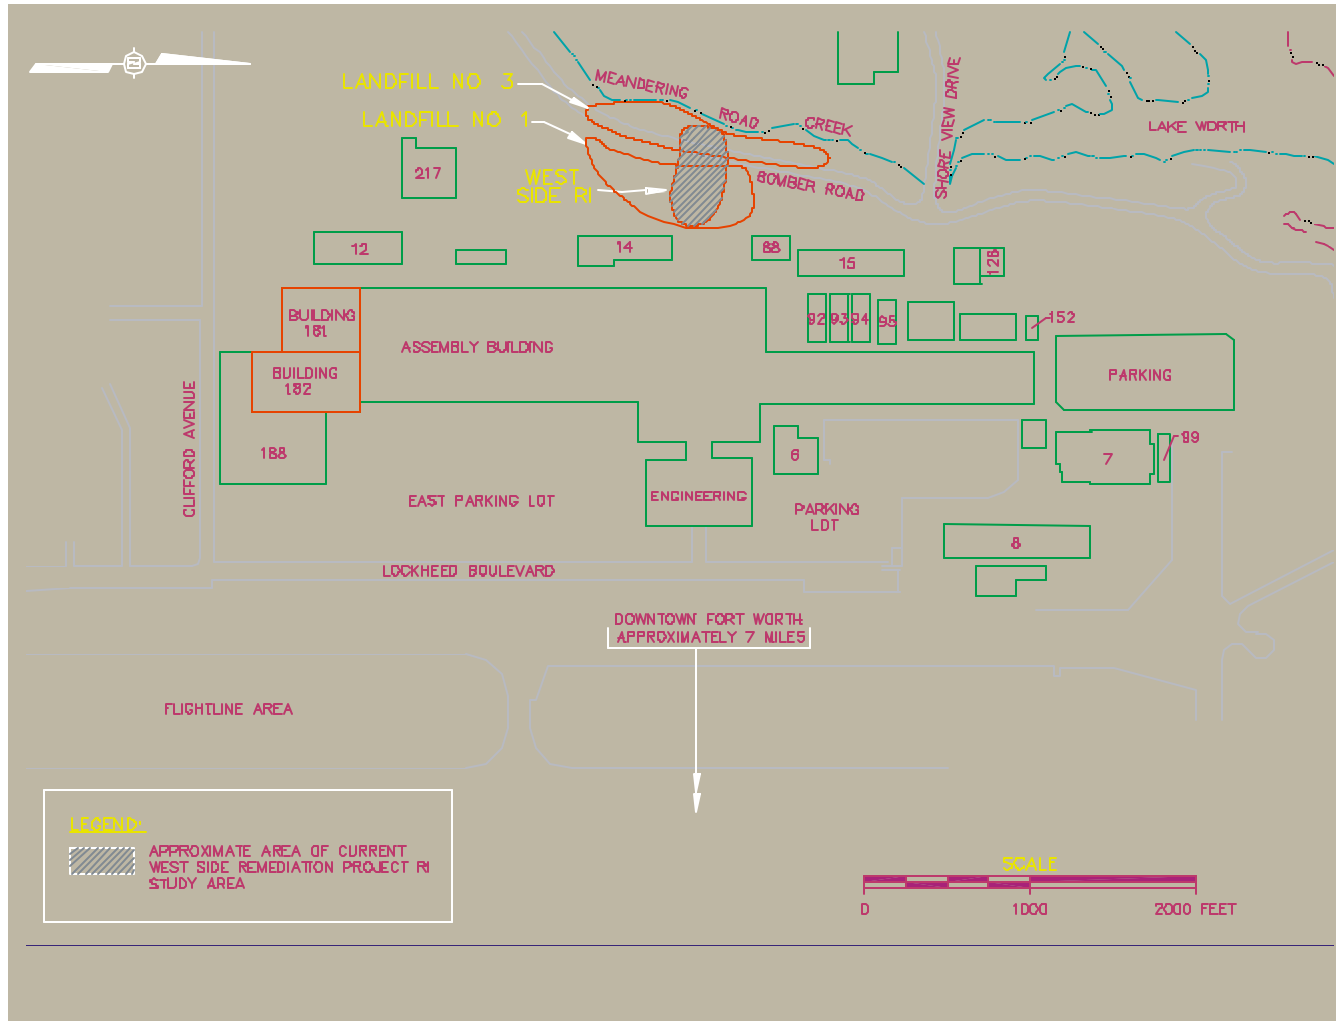 LANDFILL NO 3
MEANDERING
ROAD
CREEK
SHORE VIEW DRIVE
LAKE WORTH
LANDFILL NO 1
217
WEST
SIDE RI
BOMBER ROAD
12
14
88
15
12B
BUILDING
181
92
93
94
95
152
ASSEMBLY BUILDING
BUILDING
182
PARKING
CLIFFORD AVENUE
188
6
7
99
EAST PARKING LOT
ENGINEERING
PARKING
LOT
8
LOCKHEED BOULEVARD
DOWNTOWN FORT WORTH
APPROXIMATELY 7 MILES
FLIGHTLINE AREA
LEGEND:
APPROXIMATE AREA OF CURRENT
WEST SIDE REMEDIATION PROJECT RI
STUDY AREA
SCALE
0 1000 2000 FEET